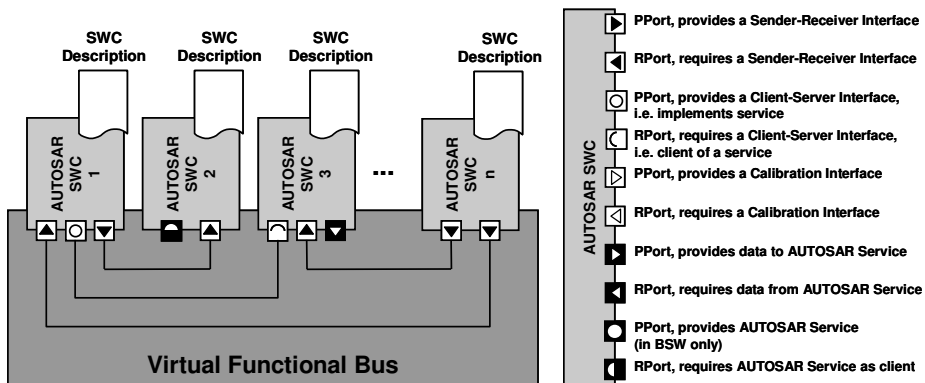 SWC
Description
SWC
Description
SWC
Description
SWC
Description
AUTOSAR
SWC
1
AUTOSAR
SWC
2
AUTOSAR
SWC
3
...
AUTOSAR
SWC
n
Virtual Functional Bus
AUTOSAR SWC
PPort, provides a Sender-Receiver Interface
RPort, requires a Sender-Receiver Interface
PPort, provides a Client-Server Interface,
i.e. implements service
RPort, requires a Client-Server Interface,
i.e. client of a service
PPort, provides a Calibration Interface
RPort, requires a Calibration Interface
PPort, provides data to AUTOSAR Service
RPort, requires data from AUTOSAR Service
PPort, provides AUTOSAR Service
(in BSW only)
RPort, requires AUTOSAR Service as client